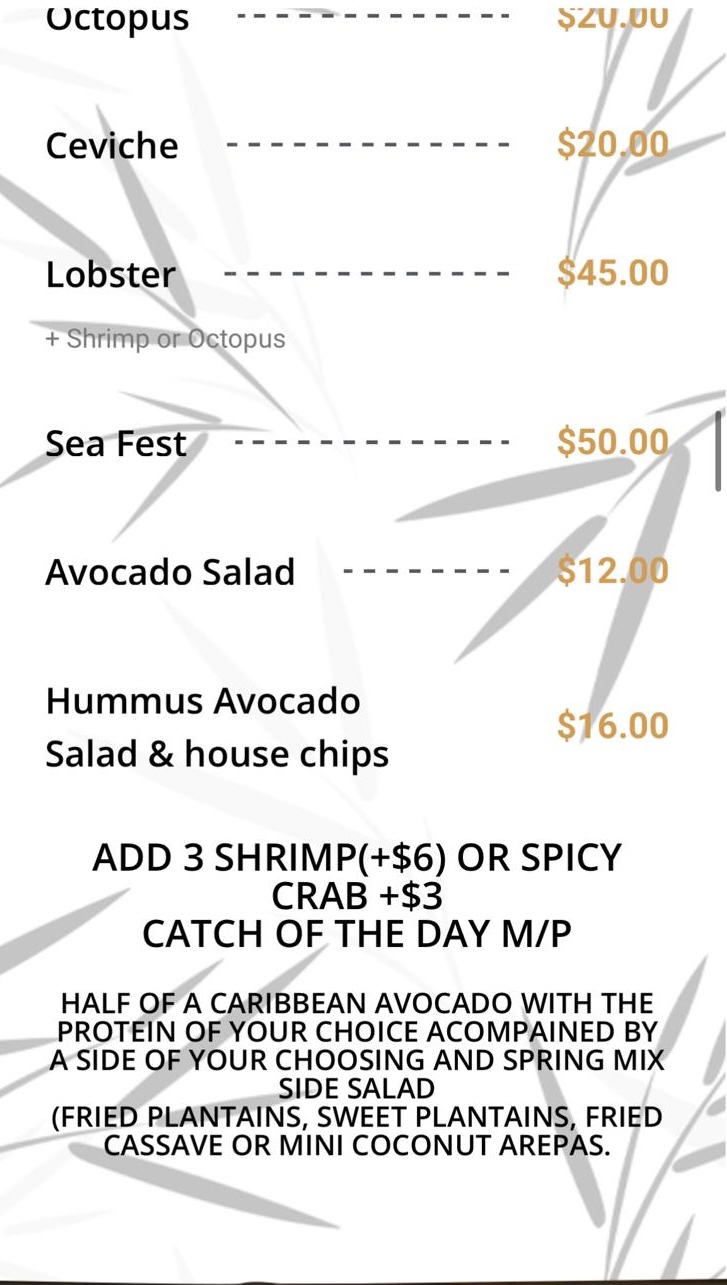 Octopus ------------- $20.00
Ceviche ------------- $20.00
Lobster ------------- $45.00
+ Shrimp or Octopus
Sea Fest ------------- $50.00
Avocado Salad -------- $12.00
Hummus Avocado
Salad & house chips $16.00
ADD 3 SHRIMP(+$6) OR SPICY
CRAB +$3
CATCH OF THE DAY M/P
HALF OF A CARIBBEAN AVOCADO WITH THE
PROTEIN OF YOUR CHOICE ACOMPAINED BY
A SIDE OF YOUR CHOOSING AND SPRING MIX
SIDE SALAD
(FRIED PLANTAINS, SWEET PLANTAINS, FRIED
CASSAVE OR MINI COCONUT AREPAS.